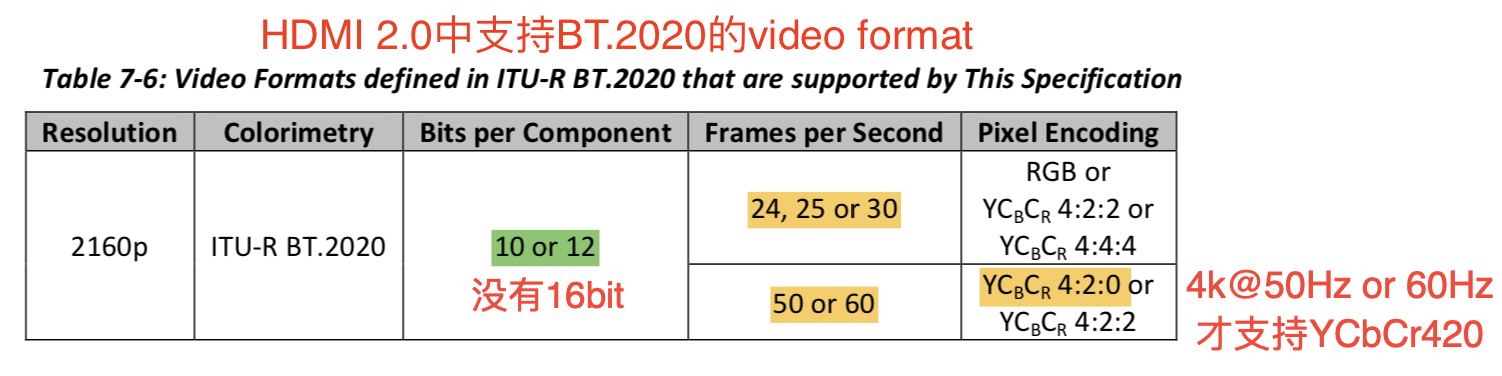 HDMI 2.0中支持BT.2020的video format
Table 7-6: Video Formats defined in ITU-R BT.2020 that are supported by This Specification
Resolution Colorimetry Bits per Component Frames per Second Pixel Encoding
2160p ITU-R BT.2020 10 or 12
没有16bit
24, 25 or 30
RGB or
YCBCR 4:2:2 or
YCBCR 4:4:4
50 or 60
YCBCR 4:2:0 or
YCBCR 4:2:2
4k@50Hz or 60Hz
才支持YCbCr420